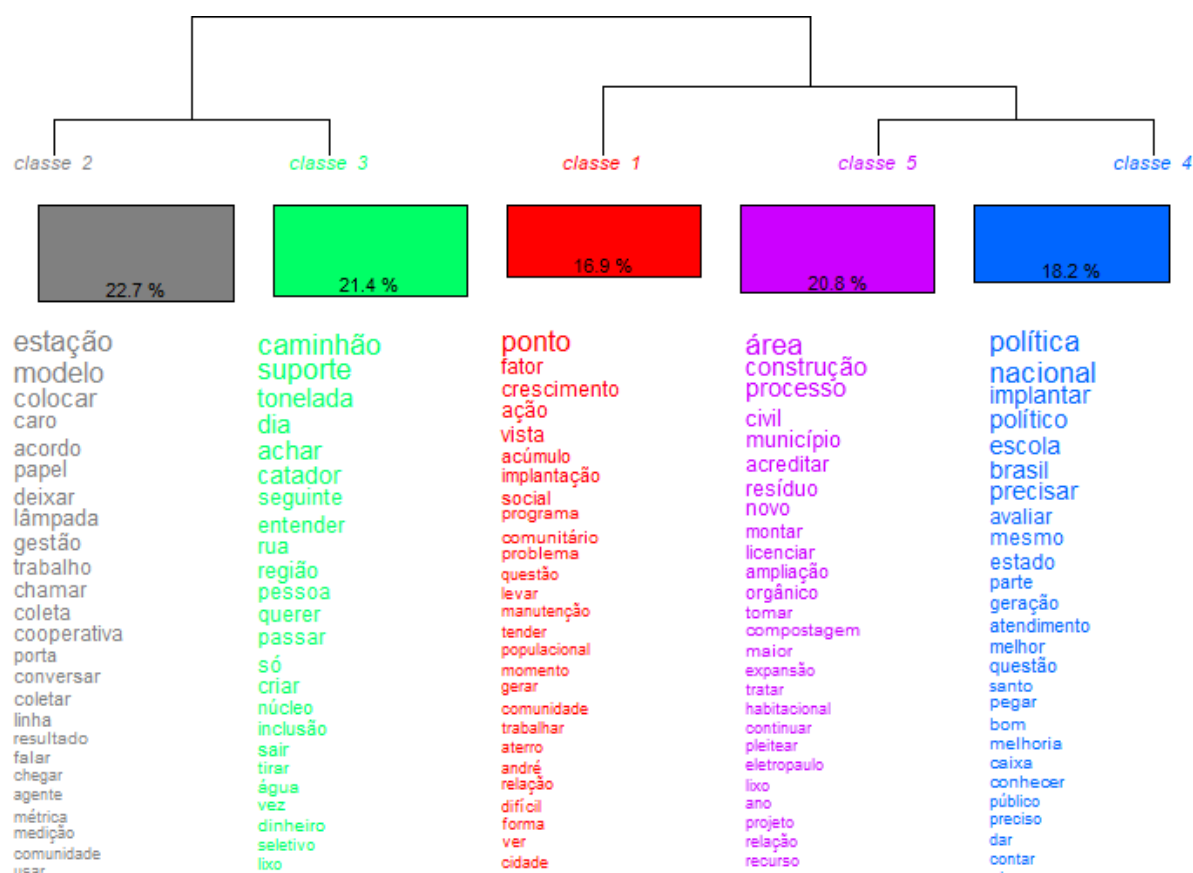 classe 2
classe 3
classe 1
classe 5
classe 4
22.7 %
21.4 %
16.9 %
20.8 %
18.2 %
estação
modelo
colocar
caro
acordo
papel
deixar
lâmpada
gestão
trabalho
chamar
coleta
cooperativa
porta
conversar
coletar
linha
resultado
falar
chegar
agente
métrica
medição
comunidade
caminhão
suporte
tonelada
dia
achar
catador
seguinte
entender
rua
região
pessoa
querer
passar
só
criar
núcleo
inclusão
sair
tirar
água
vez
dinheiro
seletivo
lixo
ponto
fator
crescimento
ação
vista
acúmulo
implantação
social
programa
comunitário
problema
questão
levar
manutenção
tender
populacional
momento
gerar
comunidade
trabalhar
aterro
andré
relação
difícil
forma
ver
cidade
área
construção
processo
civil
município
acreditar
resíduo
novo
montar
licenciar
ampliação
orgânico
tomar
compostagem
maior
expansão
tratar
habitacional
continuar
pleitear
eletropaulo
lixo
ano
projeto
relação
recurso
política
nacional
implantar
político
escola
brasil
precisar
avaliar
mesmo
estado
parte
geração
atendimento
melhor
questão
santo
pegar
bom
melhoria
caixa
conhecer
público
preciso
dar
contar